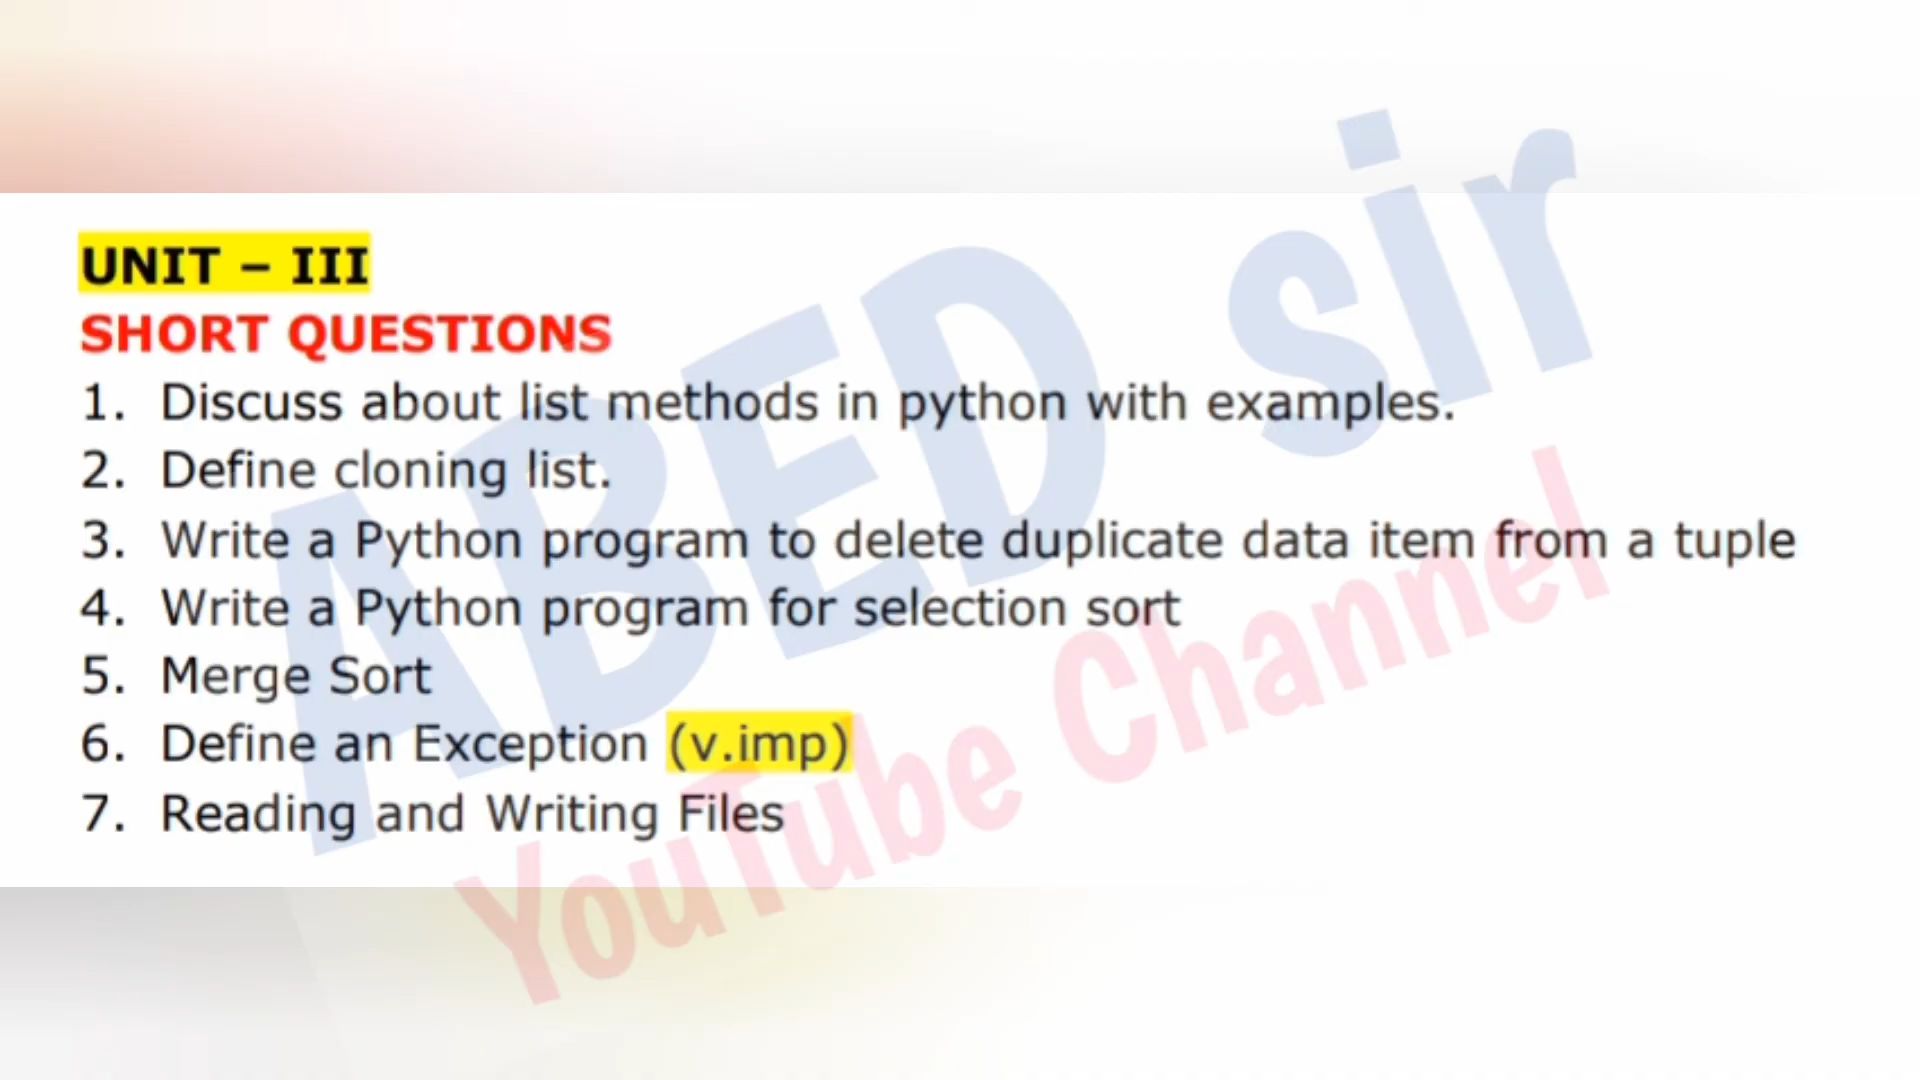 UNIT – III
SHORT QUESTIONS
1. Discuss about list methods in python with examples.
2. Define cloning list.
3. Write a Python program to delete duplicate data item from a tuple
4. Write a Python program for selection sort
5. Merge Sort
6. Define an Exception (v.imp)
7. Reading and Writing Files
ABED sir
YouTube Channel